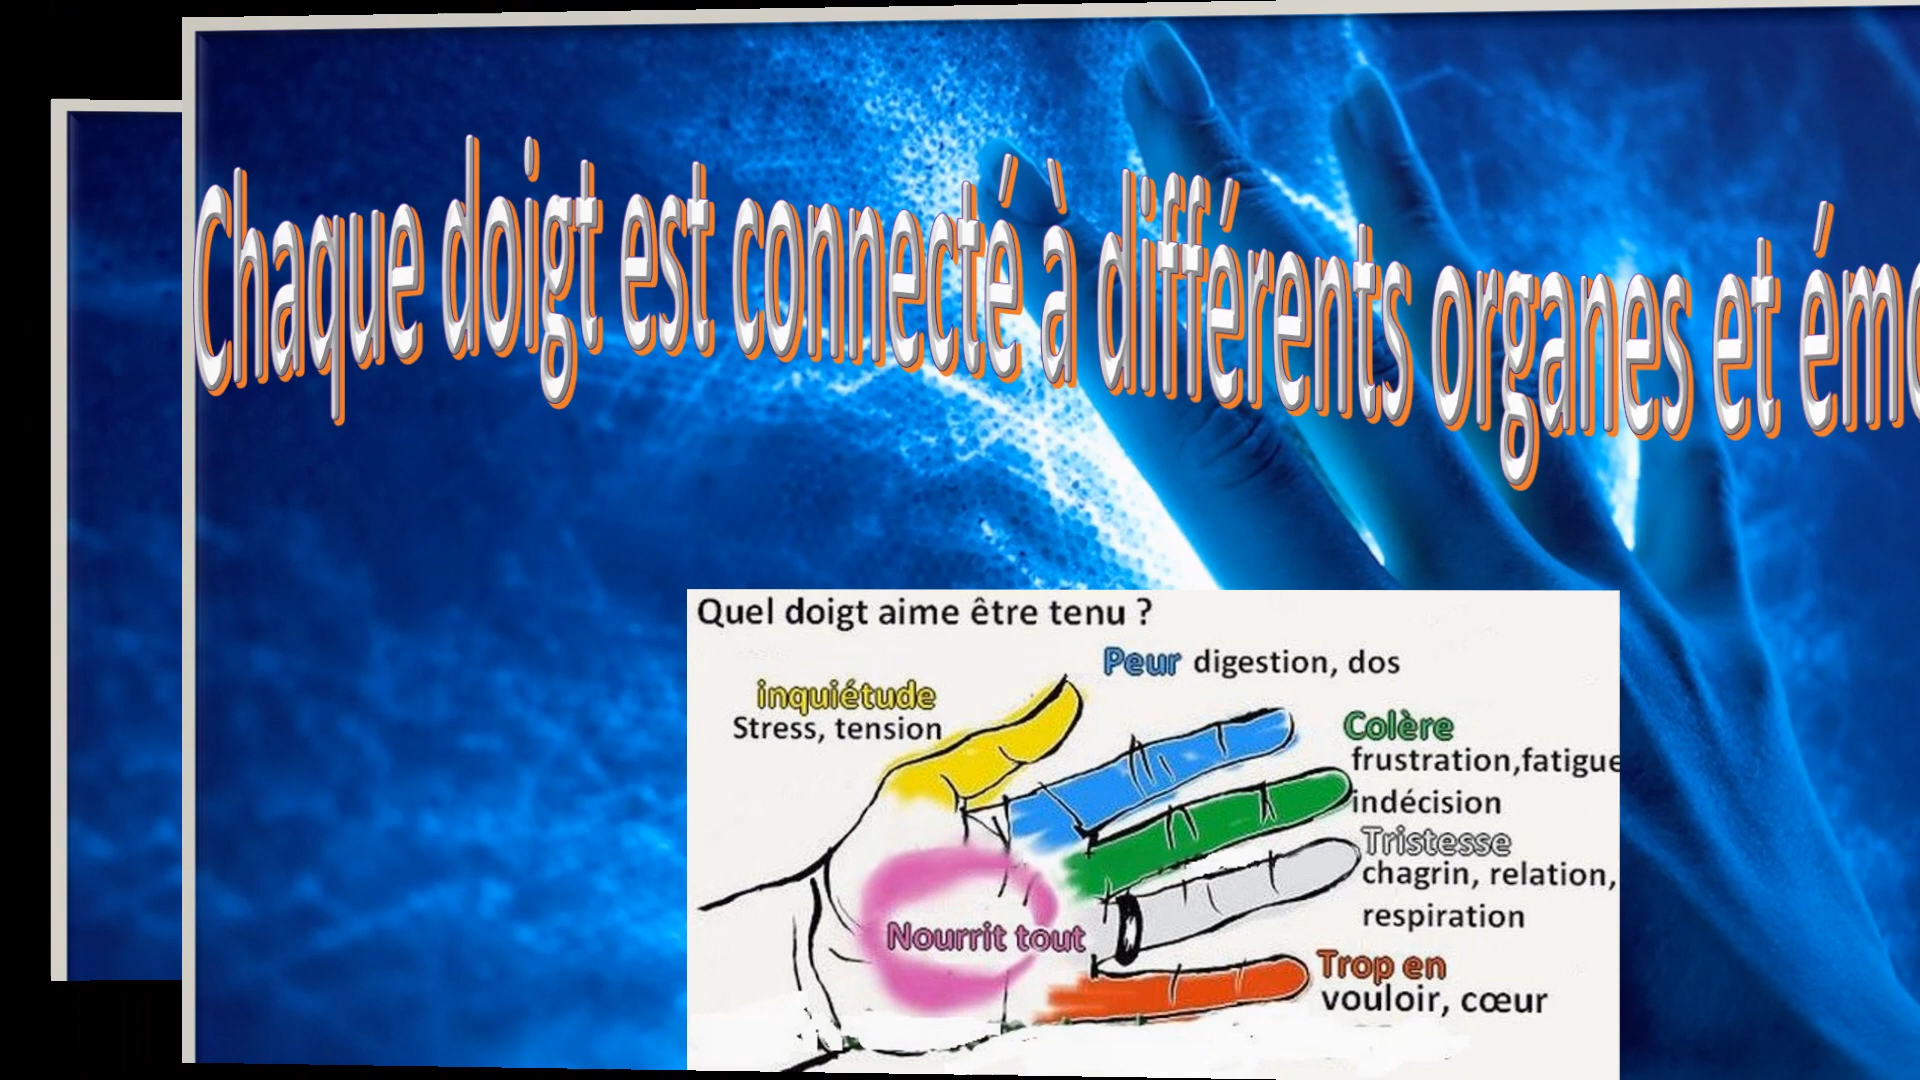 Chaque doigt est connecté à différents organes et émo
Quel doigt aime être tenu ?
Peur digestion, dos
inquiétude
Stress, tension
Colère
frustration,fatigue
indécision
Tristesse
chagrin, relation,
respiration
Nourrit tout
Trop en
vouloir, cœur